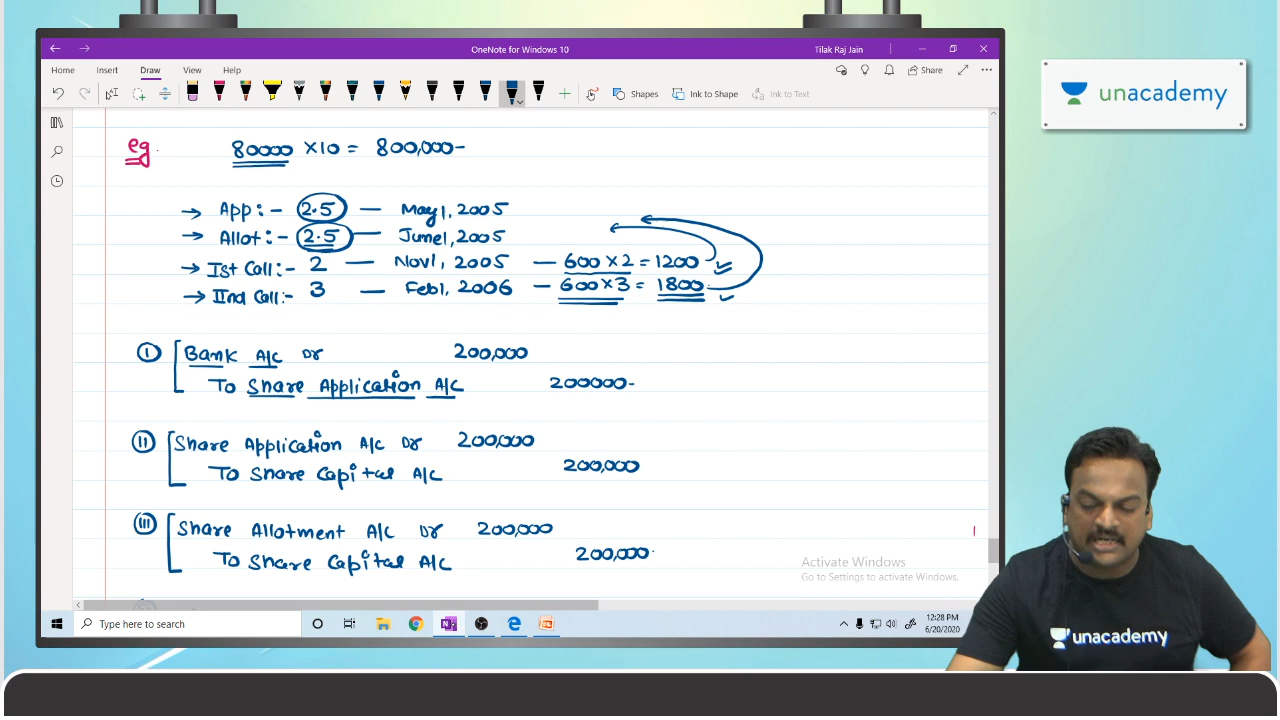 OneNote for Windows 10
Tilak Raj Jain
Home Insert Draw View Help
Share
Shapes Ink to Shape Ink to Text
unacademy
eg
80000 ×10 = 800,000-
→ App:- 2.5 — May1, 2005
→ Allot:- 2.5 — June1, 2005
→ Ist Call:- 2 — Nov1, 2005 — 600 × 2 = 1200
→ IInd Call:- 3 — Feb1, 2006 — 600 × 3 = 1800
(I) Bank A/C Dr 200,000
To Share Application A/C 200000-
(II) Share Application A/C Dr 200,000
To Share Capital A/C 200,000
(III) Share Allotment A/C Dr 200,000
To Share Capital A/C 200,000
Activate Windows
Go to Settings to activate Windows.
Type here to search
12:28 PM
6/20/2020
unacademy